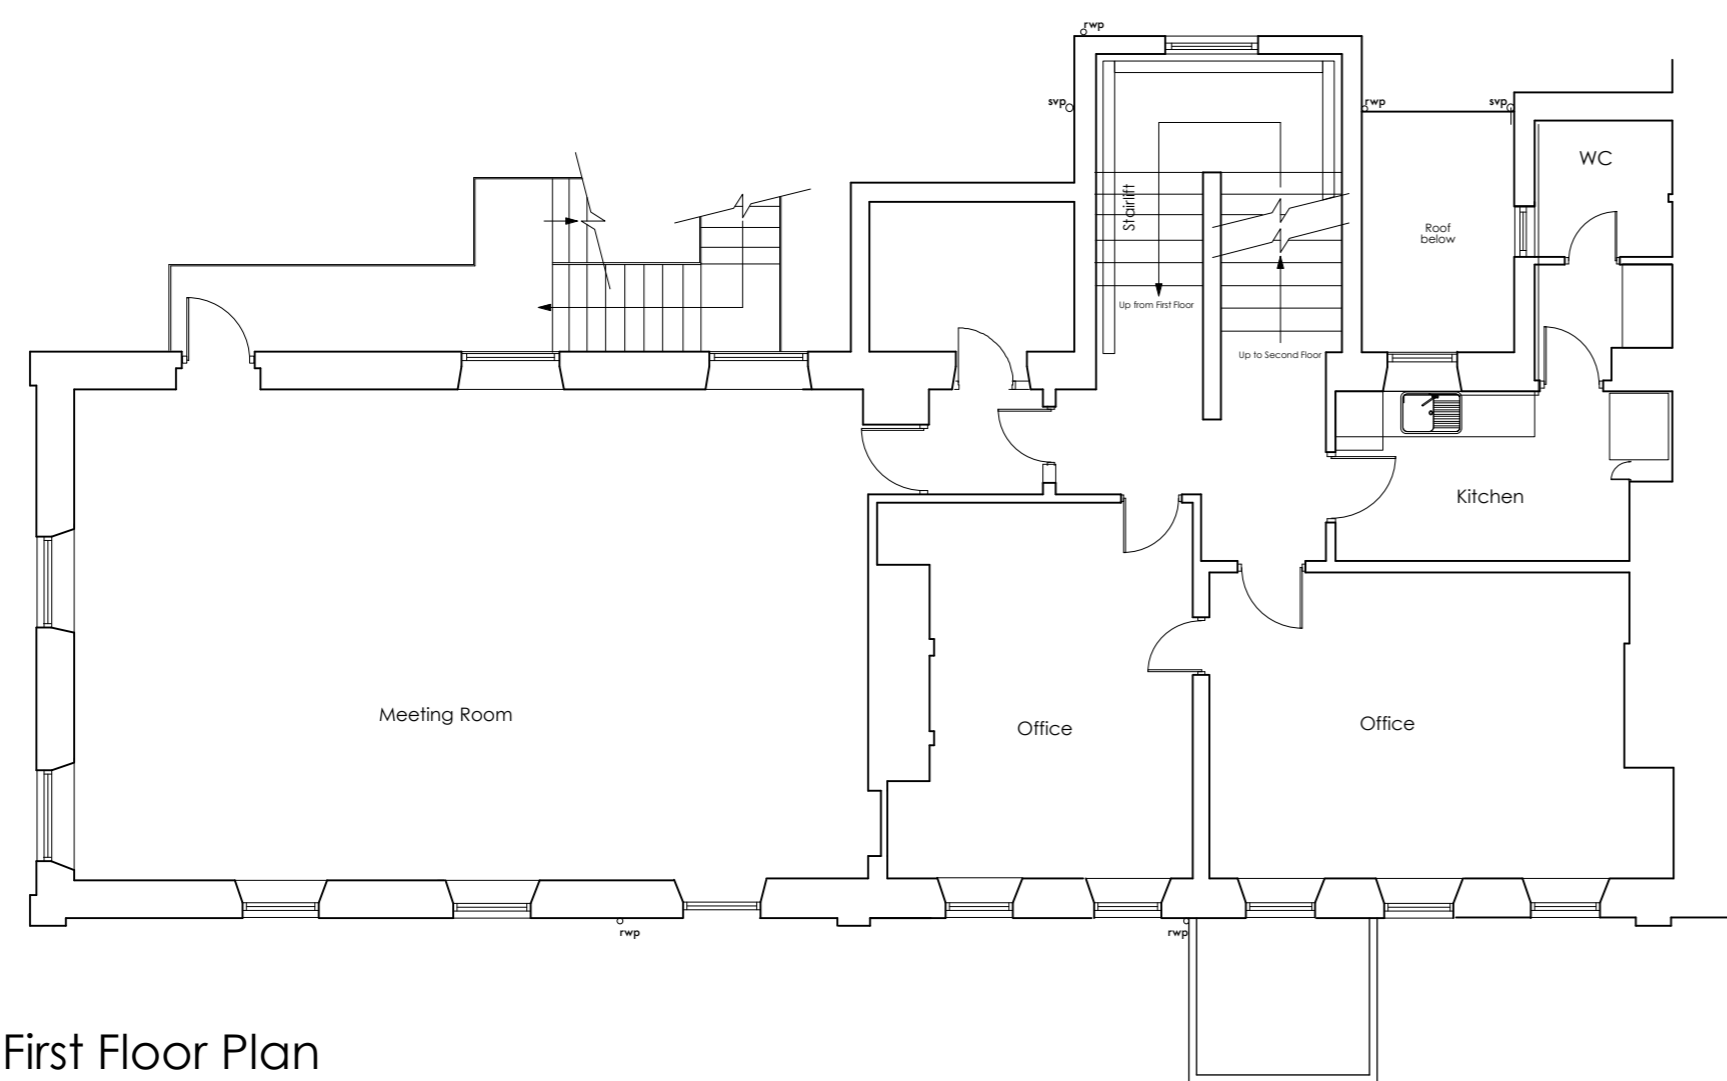 rwp
svp
rwp
svp
WC
Stairlift
Roof
below
Up from First Floor
Up to Second Floor
Kitchen
Meeting Room
Office
Office
rwp
rwp
First Floor Plan